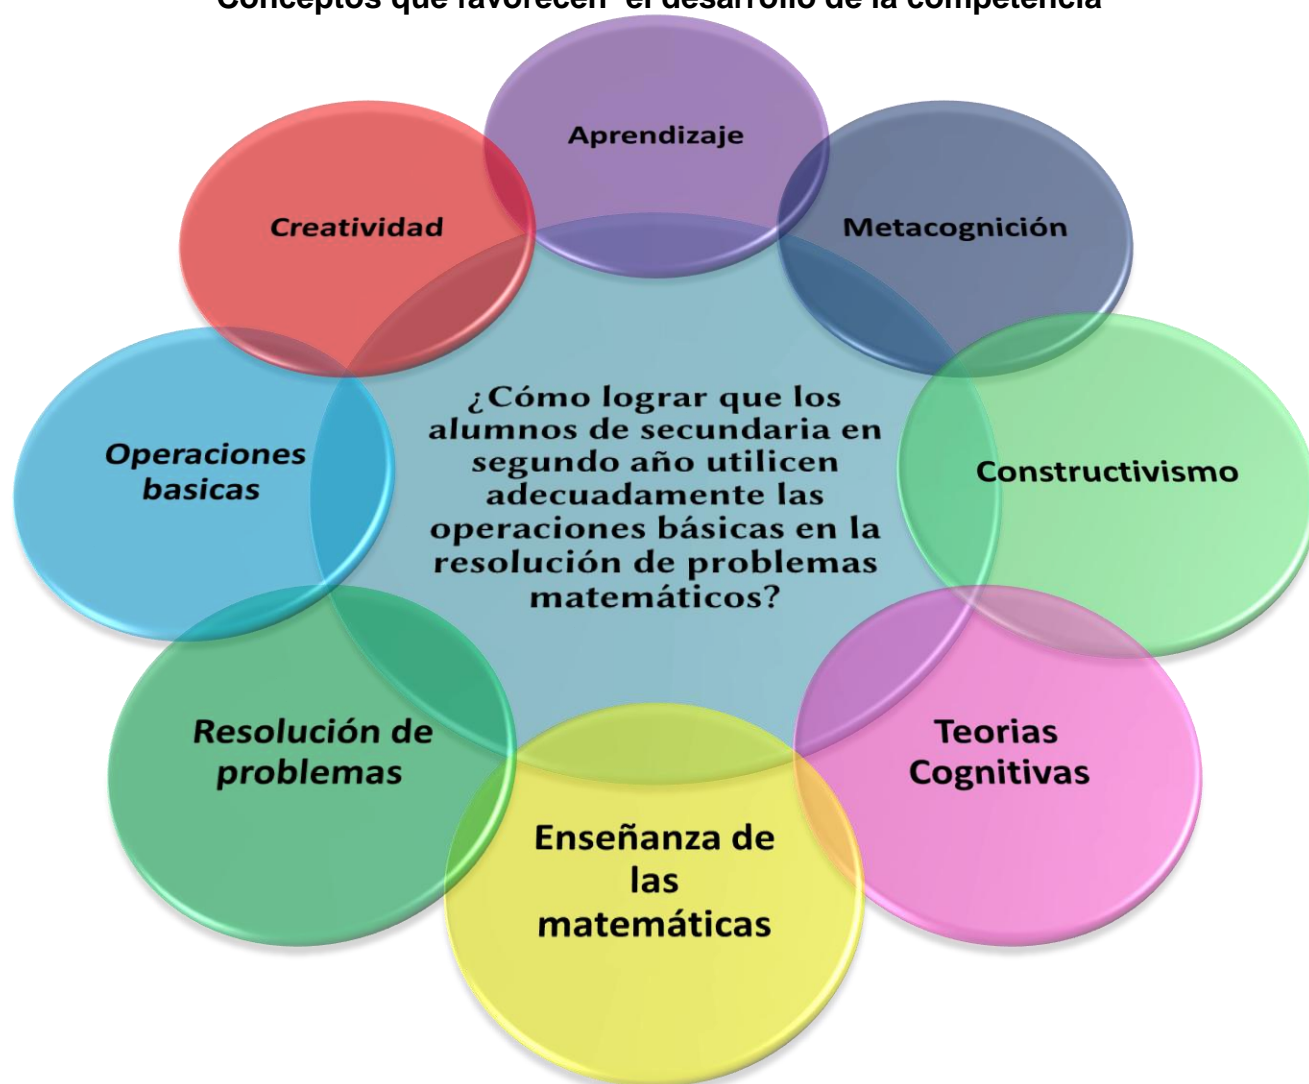 Conceptos que favorecen el desarrollo de la competencia
Aprendizaje
Creatividad
Metacognición
¿Cómo lograr que los
alumnos de secundaria en
segundo año utilicen
adecuadamente las
operaciones básicas en la
resolución de problemas
matemáticos?
Operaciones
basicas
Constructivismo
Resolución de
problemas
Teorias
Cognitivas
Enseñanza de
las
matemáticas